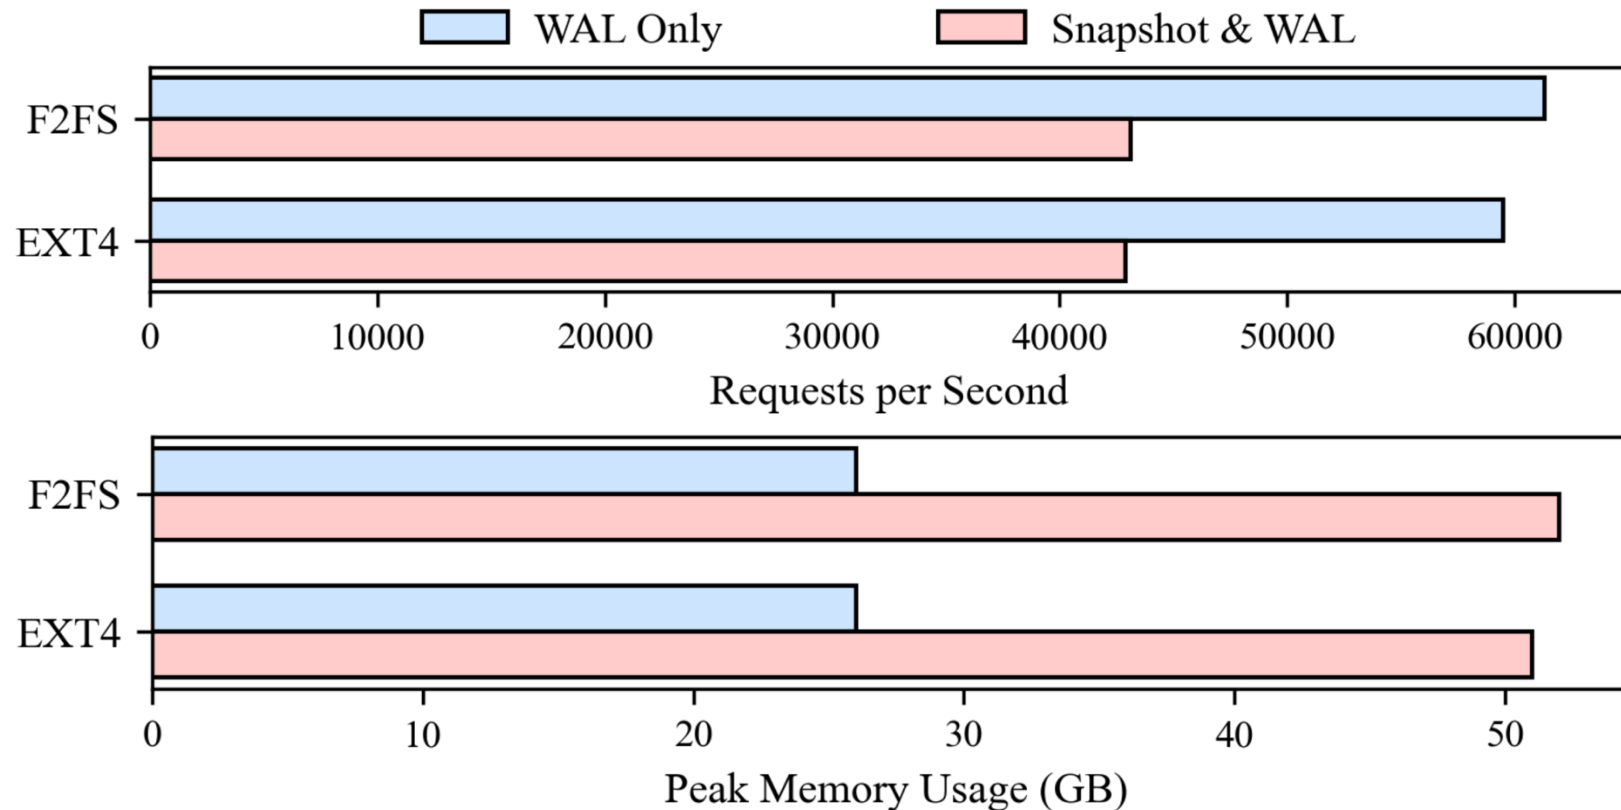 WAL Only Snapshot & WAL
F2FS
EXT4
0 10000 20000 30000 40000 50000 60000
Requests per Second
F2FS
EXT4
0 10 20 30 40 50
Peak Memory Usage (GB)